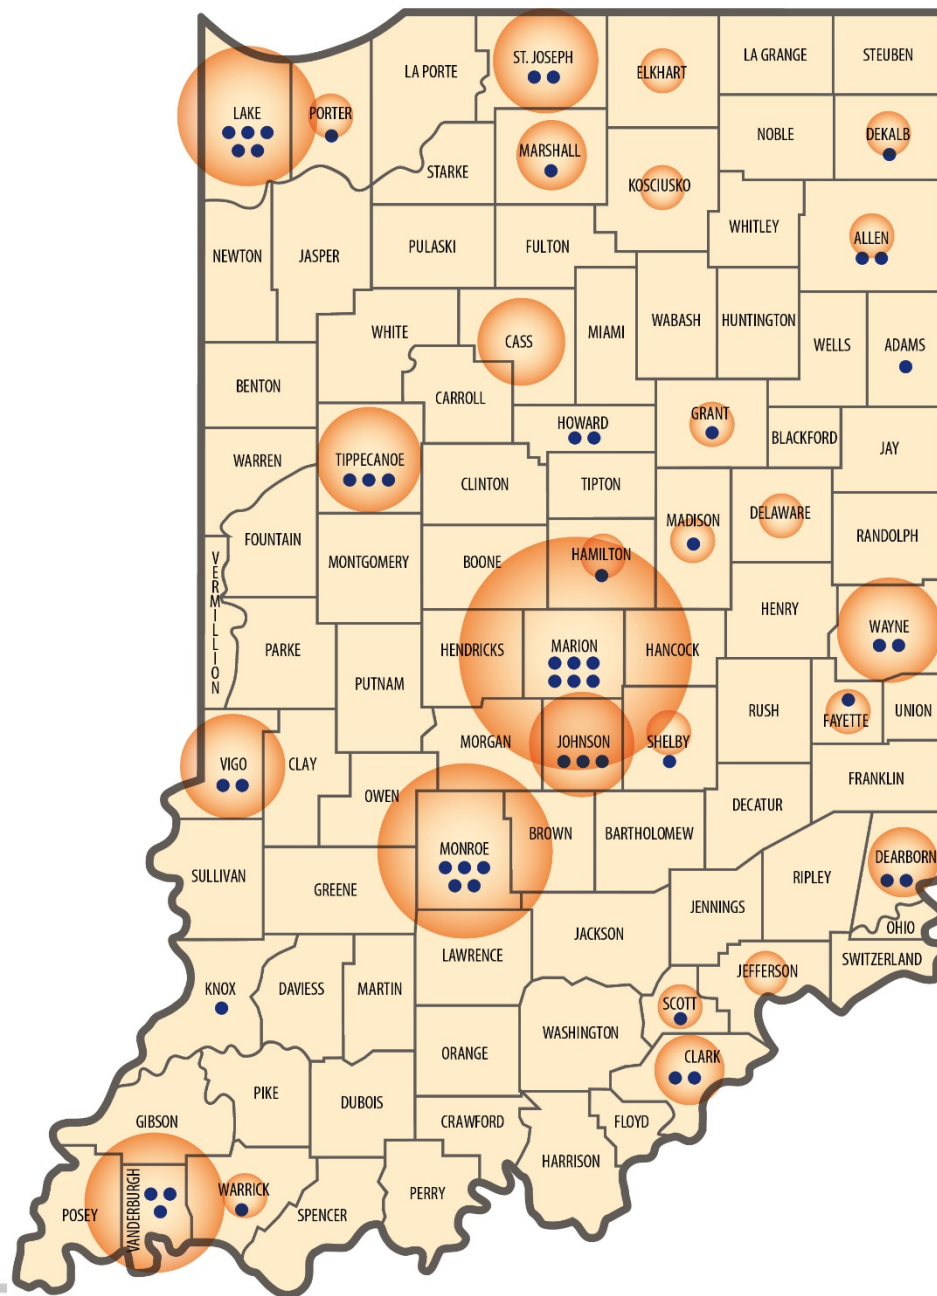 ST. JOSEPH
LA PORTE
ELKHART
LA GRANGE
STEUBEN
LAKE
PORTER
MARSHALL
NOBLE
DEKALB
STARKE
KOSCIUSKO
WHITLEY
ALLEN
NEWTON
JASPER
PULASKI
FULTON
WHITE
CASS
MIAMI
WABASH
HUNTINGTON
WELLS
ADAMS
BENTON
CARROLL
HOWARD
GRANT
BLACKFORD
JAY
WARREN
TIPPECANOE
CLINTON
TIPTON
MADISON
DELAWARE
RANDOLPH
FOUNTAIN
MONTGOMERY
BOONE
HAMILTON
VERMILLION
HENRY
WAYNE
PARKE
PUTNAM
HENDRICKS
MARION
HANCOCK
RUSH
FAYETTE
UNION
VIGO
CLAY
MORGAN
JOHNSON
SHELBY
FRANKLIN
OWEN
DECATUR
MONROE
BROWN
BARTHOLOMEW
DEARBORN
SULLIVAN
GREENE
RIPLEY
JENNINGS
OHIO
LAWRENCE
JACKSON
SWITZERLAND
KNOX
DAVIESS
MARTIN
JEFFERSON
SCOTT
WASHINGTON
ORANGE
CLARK
PIKE
DUBOIS
GIBSON
CRAWFORD
FLOYD
HARRISON
POSEY
VANDERBURGH
WARRICK
SPENCER
PERRY